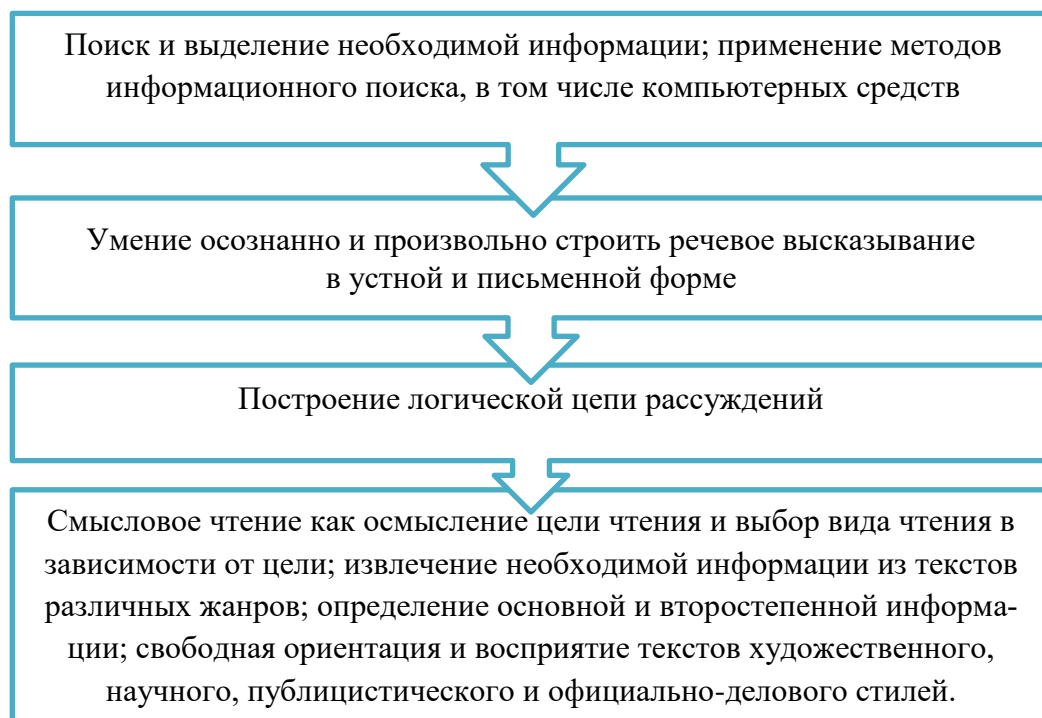 Поиск и выделение необходимой информации; применение методов
информационного поиска, в том числе компьютерных средств
Умение осознанно и произвольно строить речевое высказывание
в устной и письменной форме
Построение логической цепи рассуждений
Смысловое чтение как осмысление цели чтения и выбор вида чтения в
зависимости от цели; извлечение необходимой информации из текстов
различных жанров; определение основной и второстепенной информа-
ции; свободная ориентация и восприятие текстов художественного,
научного, публицистического и официально-делового стилей.